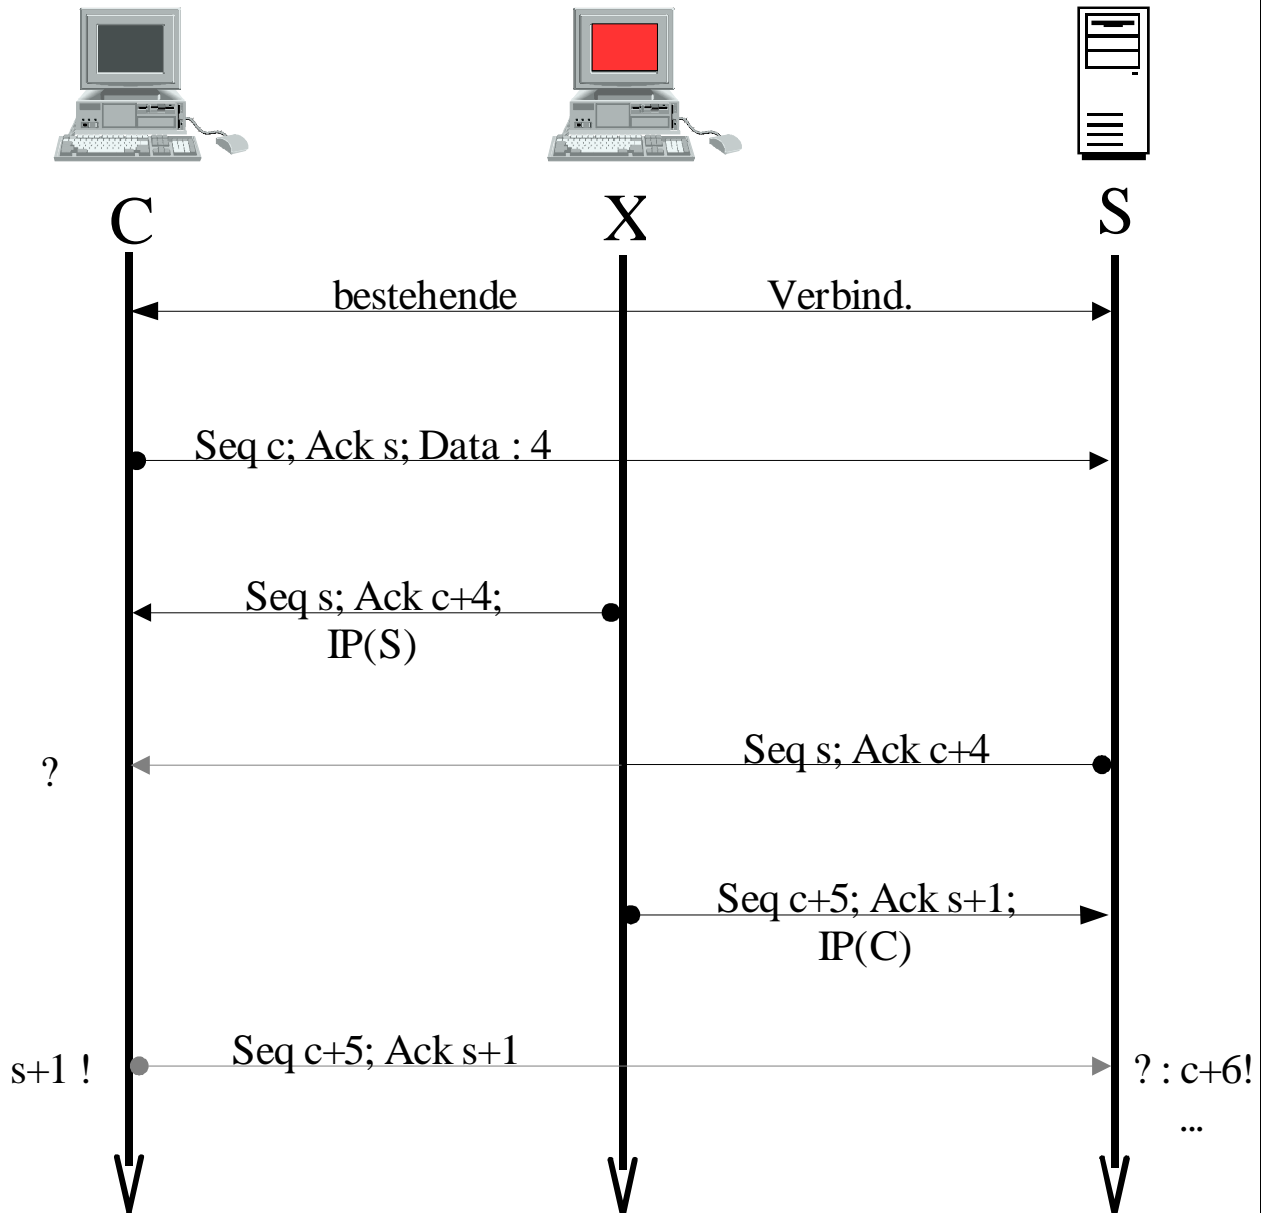 C
X
S
bestehende Verbind.
Seq c; Ack s; Data : 4
Seq s; Ack c+4;
IP(S)
Seq s; Ack c+4
?
Seq c+5; Ack s+1;
IP(C)
s+1 !
Seq c+5; Ack s+1
? : c+6!
...